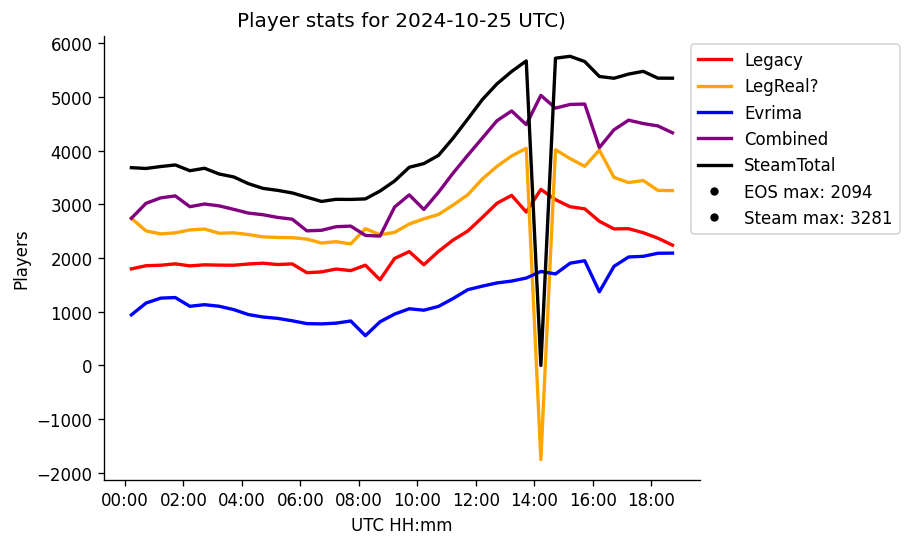 Player stats for 2024-10-25 UTC)
6000
5000
4000
3000
2000
1000
0
−1000
−2000
Players
00:00 02:00 04:00 06:00 08:00 10:00 12:00 14:00 16:00 18:00
UTC HH:mm
Legacy
LegReal?
Evrima
Combined
SteamTotal
EOS max: 2094
Steam max: 3281